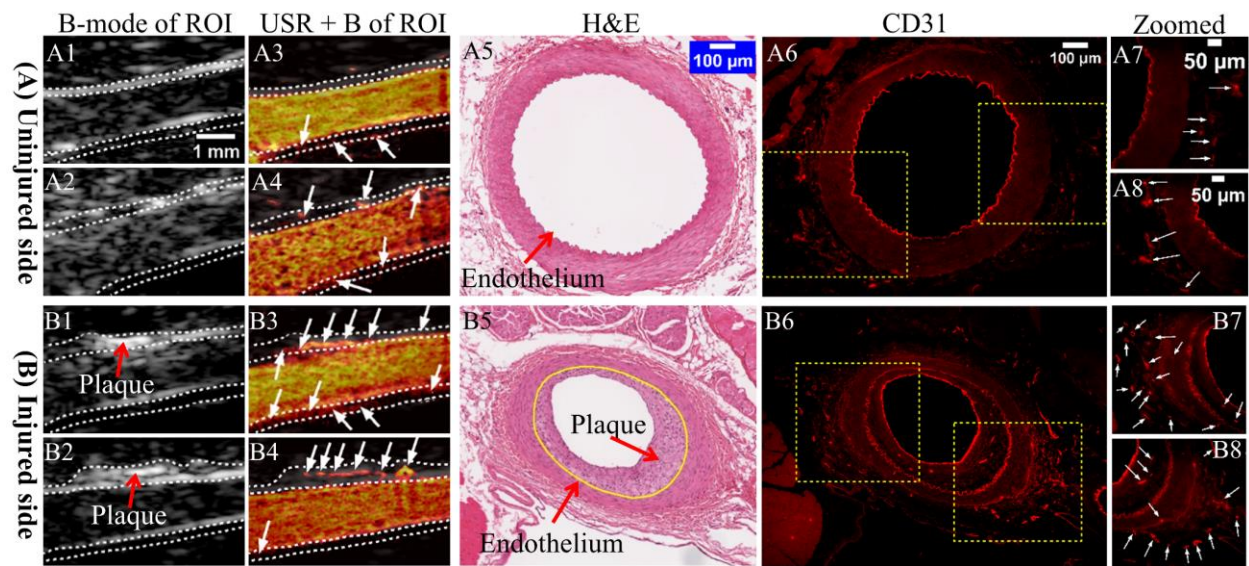 B-mode of ROI USR + B of ROI H&E CD31 Zoomed
(A) Uninjured side
A1 A3 A5 100 μm A6 100 μm A7 50 μm
1 mm
A2 A4 A8 50 μm
Endothelium
(B) Injured side
B1 B3 B5 B6 B7
Plaque
Plaque
B2 B4 B8
Plaque
Endothelium